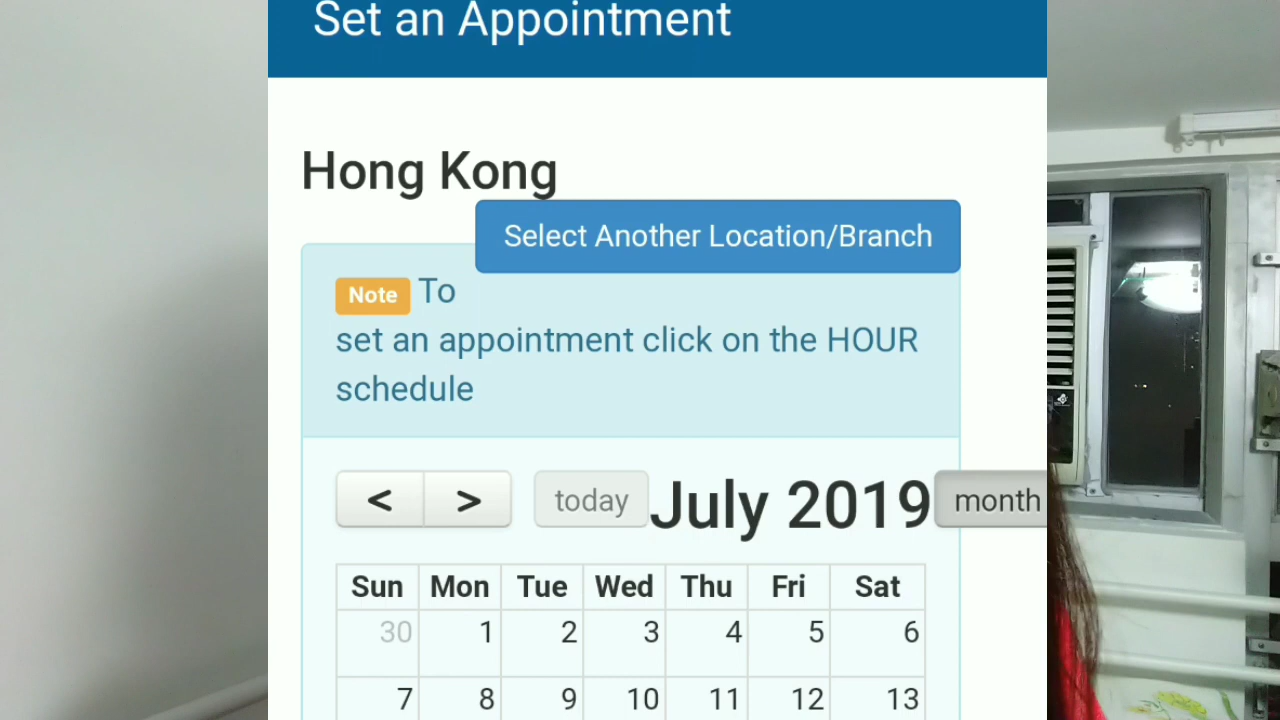 Set an Appointment
Hong Kong
Select Another Location/Branch
Note To
set an appointment click on the HOUR
schedule
< > today July 2019 month
Sun Mon Tue Wed Thu Fri Sat
30 1 2 3 4 5 6
7 8 9 10 11 12 13